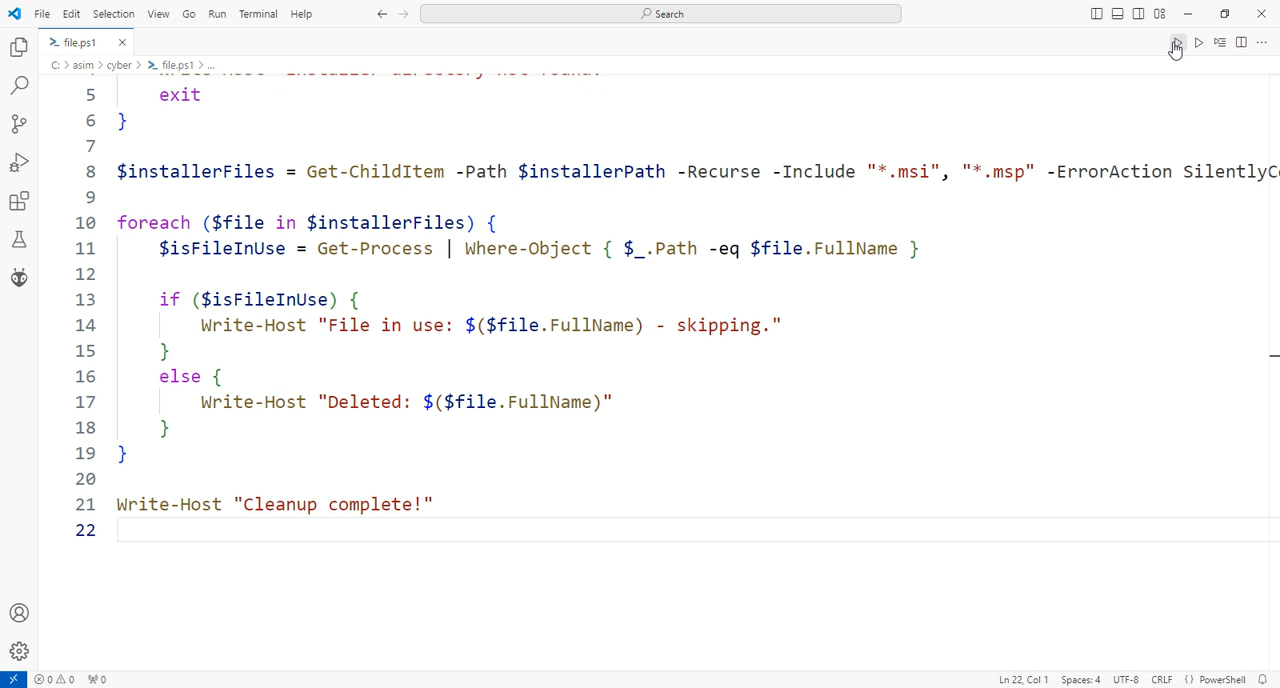 File Edit Selection View Go Run Terminal Help Search
file.ps1
C: > asim > cyber > file.ps1 > ...
5 exit
6 }
7
8 $installerFiles = Get-ChildItem -Path $installerPath -Recurse -Include "*.msi", "*.msp" -ErrorAction SilentlyC
9
10 foreach ($file in $installerFiles) {
11 $isFileInUse = Get-Process | Where-Object { $_.Path -eq $file.FullName }
12
13 if ($isFileInUse) {
14 Write-Host "File in use: $($file.FullName) - skipping."
15 }
16 else {
17 Write-Host "Deleted: $($file.FullName)"
18 }
19 }
20
21 Write-Host "Cleanup complete!"
22
0 0 0 Ln 22, Col 1 Spaces: 4 UTF-8 CRLF {} PowerShell